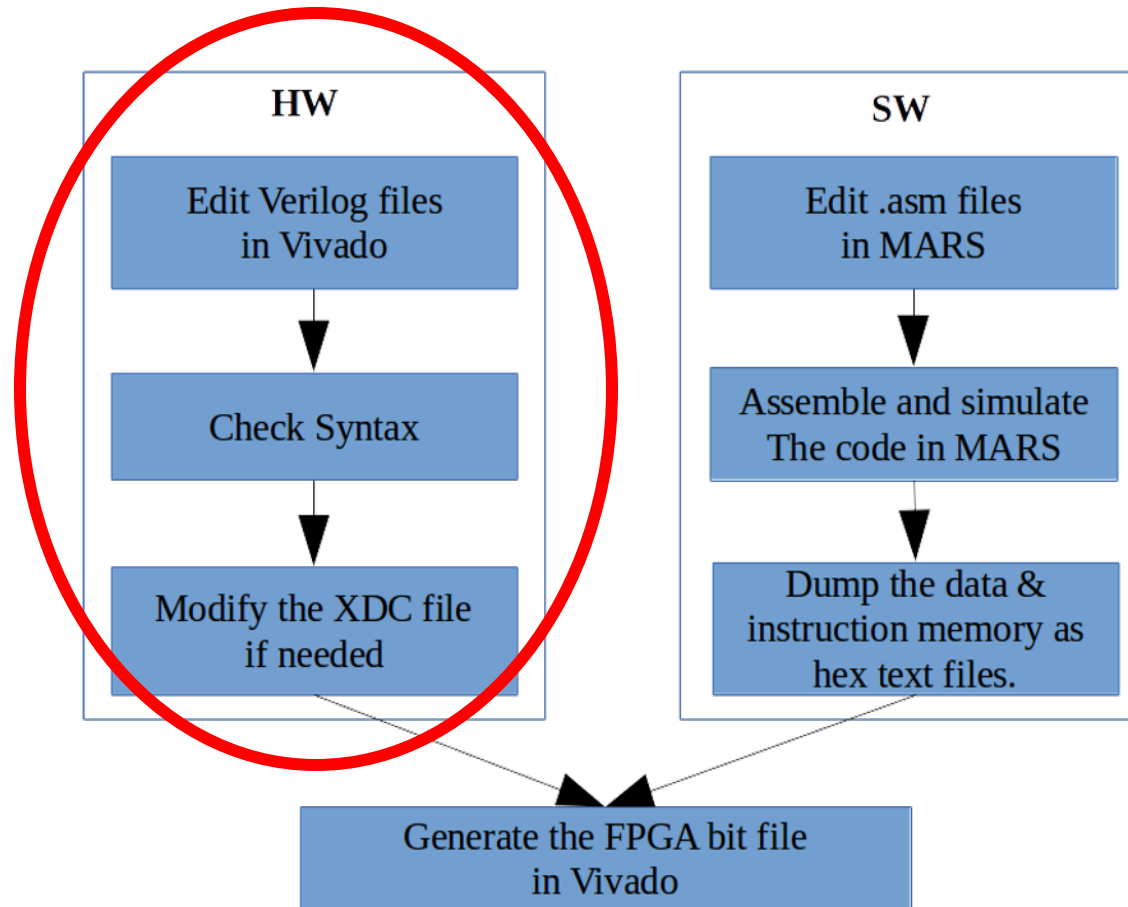 HW
Edit Verilog files
in Vivado
Check Syntax
Modify the XDC file
if needed
SW
Edit .asm files
in MARS
Assemble and simulate
The code in MARS
Dump the data &
instruction memory as
hex text files.
Generate the FPGA bit file
in Vivado